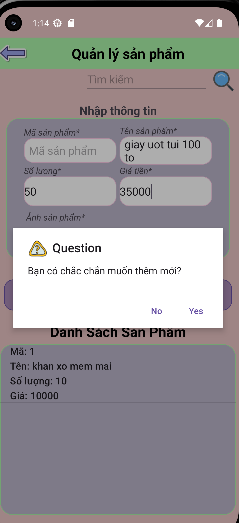 1:14
Quản lý sản phẩm
Tìm kiếm
Nhập thông tin
Mã sản phẩm*
Tên sản phẩm*
Mã sản phẩm
giay uot tui 100
to
Số lượng*
Giá tiền*
50
35000
Ảnh sản phẩm*
Question
Bạn có chắc chắn muốn thêm mới?
No
Yes
Danh Sách Sản Phẩm
Mã: 1
Tên: khan xo mem mai
Số lượng: 10
Giá: 10000